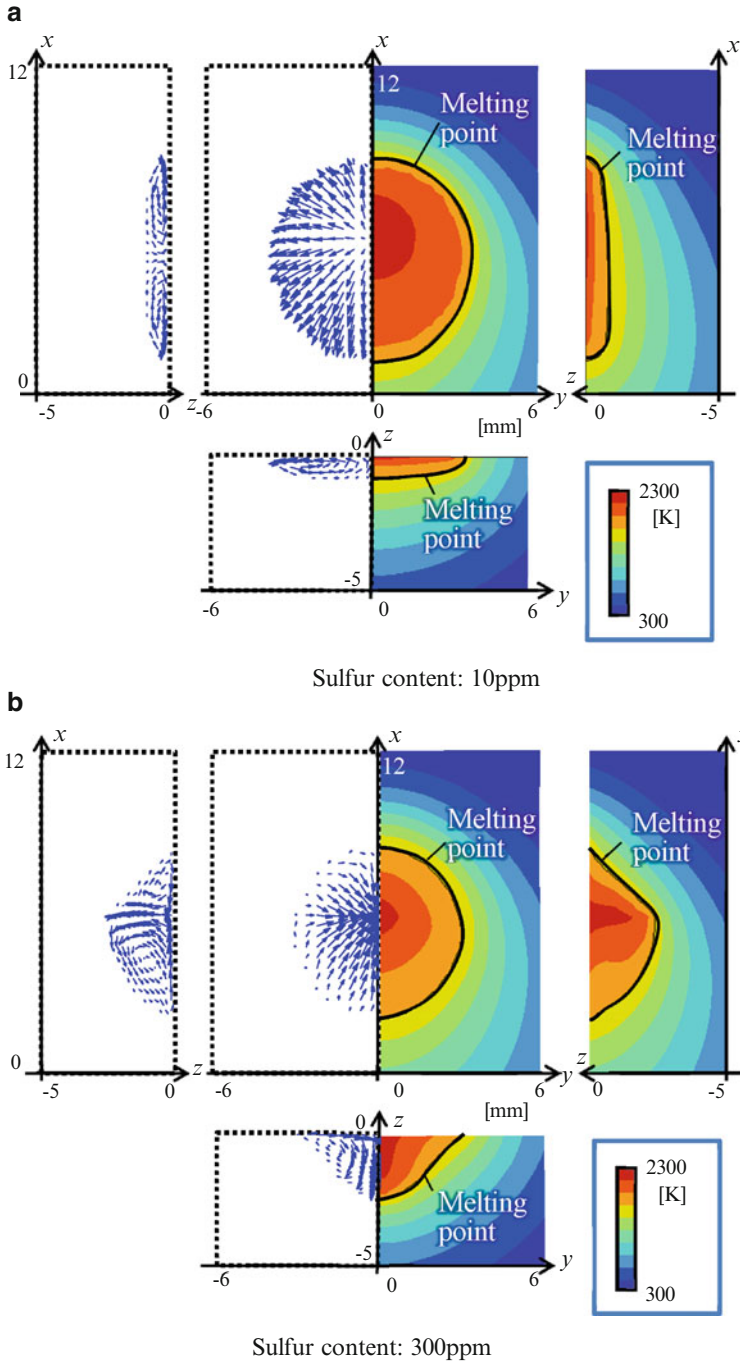 a
x
x
x
12
12
Melting
point
Melting
point
0
-5
0
z
-6
0
6
y
z
0
-5
[mm]
z
0
Melting
point
-5
-6
0
6
y
2300
[K]
300
Sulfur content: 10ppm
b
x
x
x
12
12
Melting
point
Melting
point
0
-5
0
z
-6
0
6
y
z
0
-5
[mm]
z
0
Melting
point
-5
-6
0
6
y
2300
[K]
300
Sulfur content: 300ppm